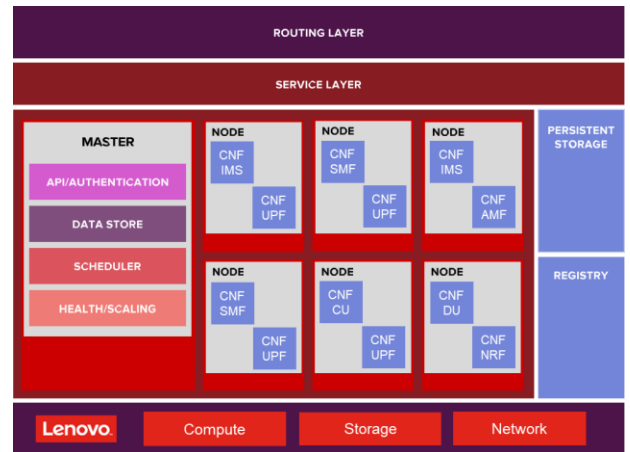 ROUTING LAYER
SERVICE LAYER
MASTER
API/AUTHENTICATION
DATA STORE
SCHEDULER
HEALTH/SCALING
NODE
CNF
IMS
CNF
UPF
NODE
CNF
SMF
CNF
UPF
NODE
CNF
IMS
CNF
AMF
NODE
CNF
SMF
CNF
UPF
NODE
CNF
CU
CNF
UPF
NODE
CNF
DU
CNF
NRF
PERSISTENT
STORAGE
REGISTRY
Lenovo.
Compute
Storage
Network